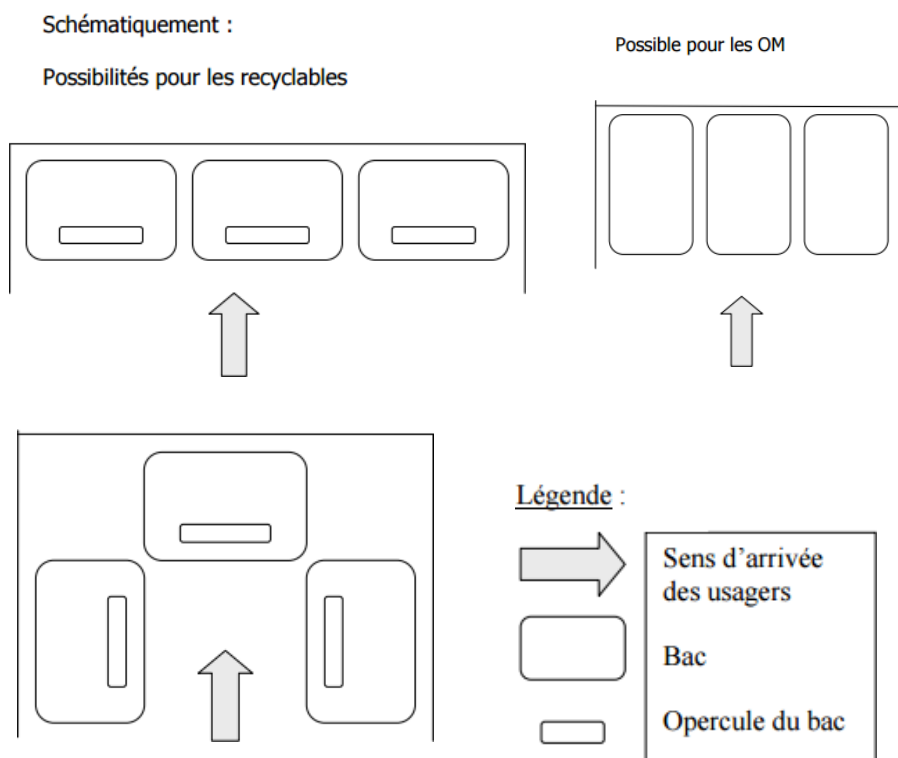 Schématiquement :
Possibilités pour les recyclables
Possible pour les OM
Légende :
Sens d'arrivée
des usagers
Bac
Opercule du bac